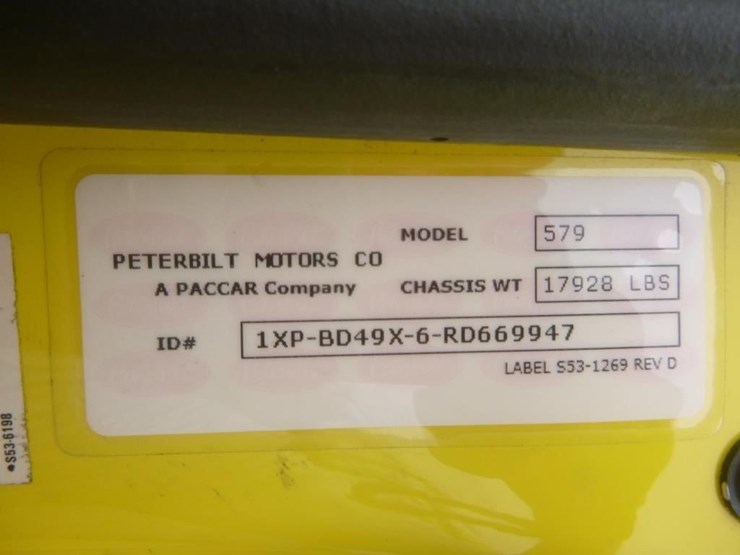 MODEL 579
PETERBILT MOTORS CO
A PACCAR Company
CHASSIS WT 17928 LBS
ID# 1XP-BD49X-6-RD669947
LABEL S53-1269 REV D
•S53-6198